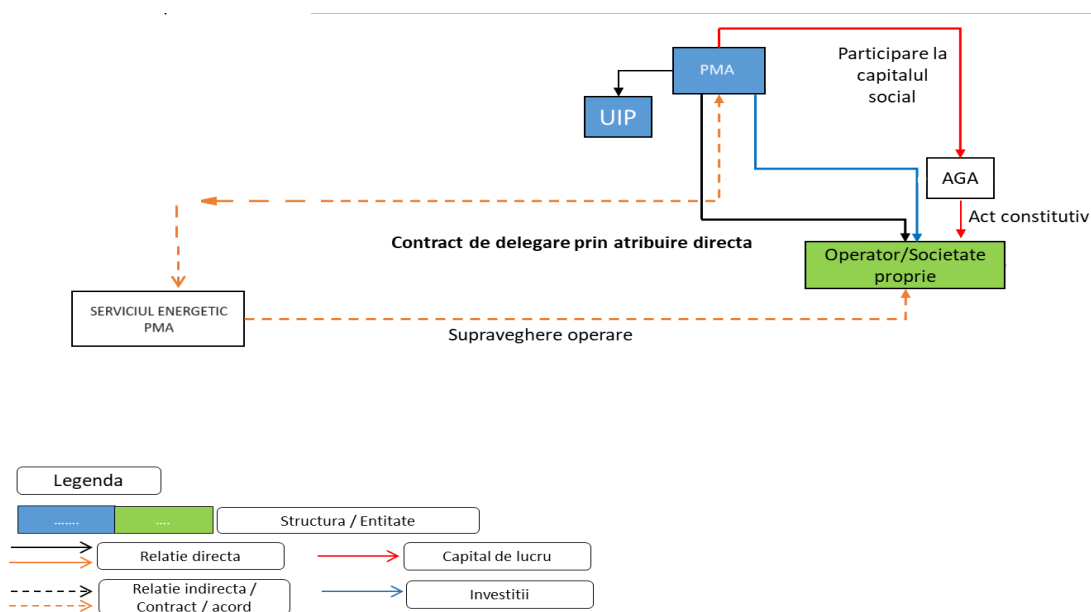 PMA
Participare la
capitalul
social
UIP
AGA
Act constitutiv
Contract de delegare prin atribuire directa
Operator/Societate
proprie
SERVICIUL ENERGETIC
PMA
Supraveghere operare
Legenda
.......
....
Structura / Entitate
Relatie directa
Capital de lucru
Relatie indirecta /
Contract / acord
Investitii